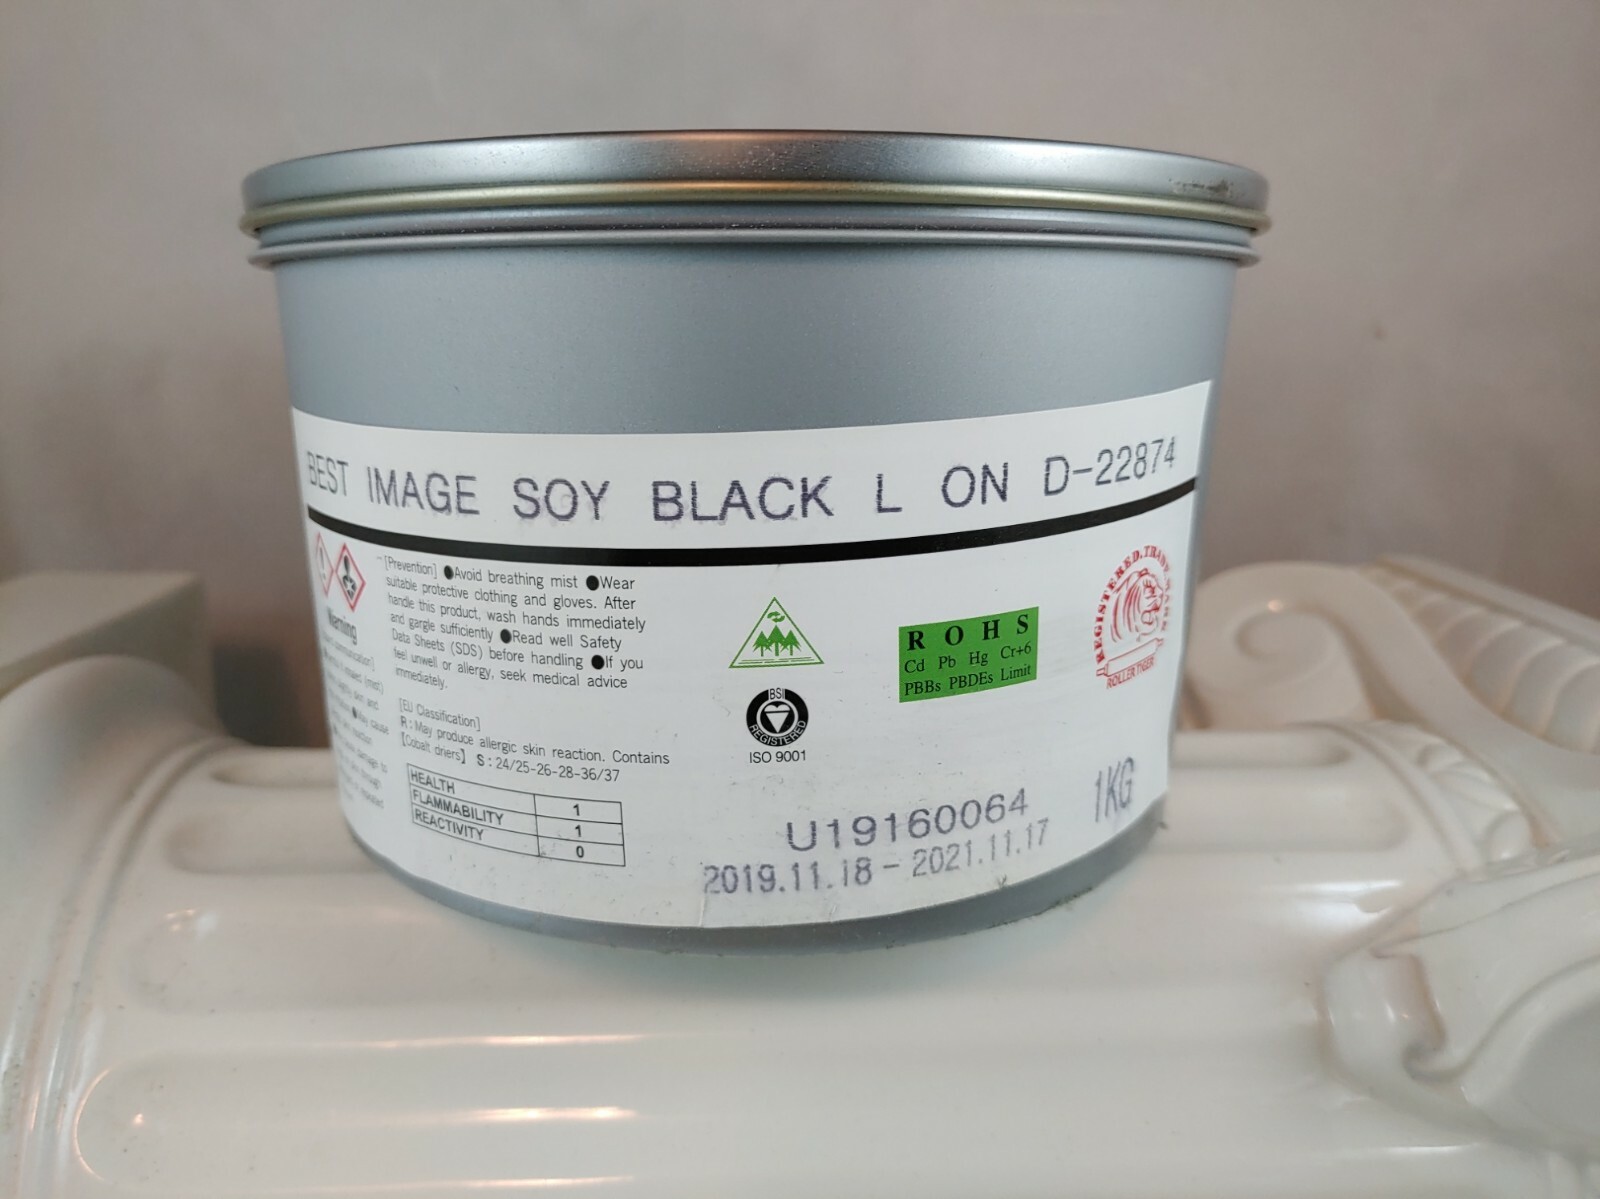 BEST IMAGE SOY BLACK L ON D-22874
Warning
[Prevention] ●Avoid breathing mist ●Wear
suitable protective clothing and gloves. After
handle this product, wash hands immediately
and gargle sufficiently ●Read well Safety
Data Sheets (SDS) before handling ●If you
feel unwell or allergy, seek medical advice
immediately.
[EU Classification]
R : May produce allergic skin reaction. Contains
[Cobalt driers] S : 24/25-26-28-36/37
HEALTH 1
FLAMMABILITY 1
REACTIVITY 0
BSI
REGISTERED
ISO 9001
R O H S
Cd Pb Hg Cr+6
PBBs PBDEs Limit
REGISTERED.TRADE.MARK
ROLLER TIGER
U19160064
2019.11.18 - 2021.11.17
1KG